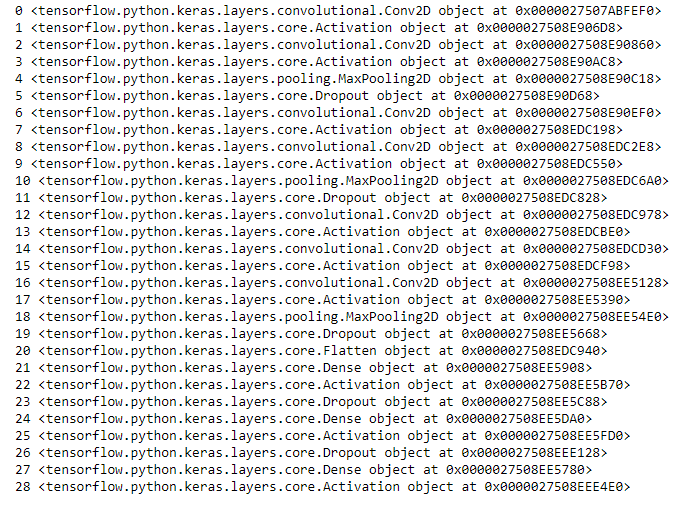 0 <tensorflow.python.keras.layers.convolutional.Conv2D object at 0x0000027507ABFEF0>
1 <tensorflow.python.keras.layers.core.Activation object at 0x0000027508E906D8>
2 <tensorflow.python.keras.layers.convolutional.Conv2D object at 0x0000027508E90860>
3 <tensorflow.python.keras.layers.core.Activation object at 0x0000027508E90AC8>
4 <tensorflow.python.keras.layers.pooling.MaxPooling2D object at 0x0000027508E90C18>
5 <tensorflow.python.keras.layers.core.Dropout object at 0x0000027508E90D68>
6 <tensorflow.python.keras.layers.convolutional.Conv2D object at 0x0000027508E90EF0>
7 <tensorflow.python.keras.layers.core.Activation object at 0x0000027508EDC198>
8 <tensorflow.python.keras.layers.convolutional.Conv2D object at 0x0000027508EDC2E8>
9 <tensorflow.python.keras.layers.core.Activation object at 0x0000027508EDC550>
10 <tensorflow.python.keras.layers.pooling.MaxPooling2D object at 0x0000027508EDC6A0>
11 <tensorflow.python.keras.layers.core.Dropout object at 0x0000027508EDC828>
12 <tensorflow.python.keras.layers.convolutional.Conv2D object at 0x0000027508EDC978>
13 <tensorflow.python.keras.layers.core.Activation object at 0x0000027508EDCBE0>
14 <tensorflow.python.keras.layers.convolutional.Conv2D object at 0x0000027508EDCD30>
15 <tensorflow.python.keras.layers.core.Activation object at 0x0000027508EDCF98>
16 <tensorflow.python.keras.layers.convolutional.Conv2D object at 0x0000027508EE5128>
17 <tensorflow.python.keras.layers.core.Activation object at 0x0000027508EE5390>
18 <tensorflow.python.keras.layers.pooling.MaxPooling2D object at 0x0000027508EE54E0>
19 <tensorflow.python.keras.layers.core.Dropout object at 0x0000027508EE5668>
20 <tensorflow.python.keras.layers.core.Flatten object at 0x0000027508EDC940>
21 <tensorflow.python.keras.layers.core.Dense object at 0x0000027508EE5908>
22 <tensorflow.python.keras.layers.core.Activation object at 0x0000027508EE5B70>
23 <tensorflow.python.keras.layers.core.Dropout object at 0x0000027508EE5C88>
24 <tensorflow.python.keras.layers.core.Dense object at 0x0000027508EE5DA0>
25 <tensorflow.python.keras.layers.core.Activation object at 0x0000027508EE5FD0>
26 <tensorflow.python.keras.layers.core.Dropout object at 0x0000027508EEE128>
27 <tensorflow.python.keras.layers.core.Dense object at 0x0000027508EE5780>
28 <tensorflow.python.keras.layers.core.Activation object at 0x0000027508EEE4E0>